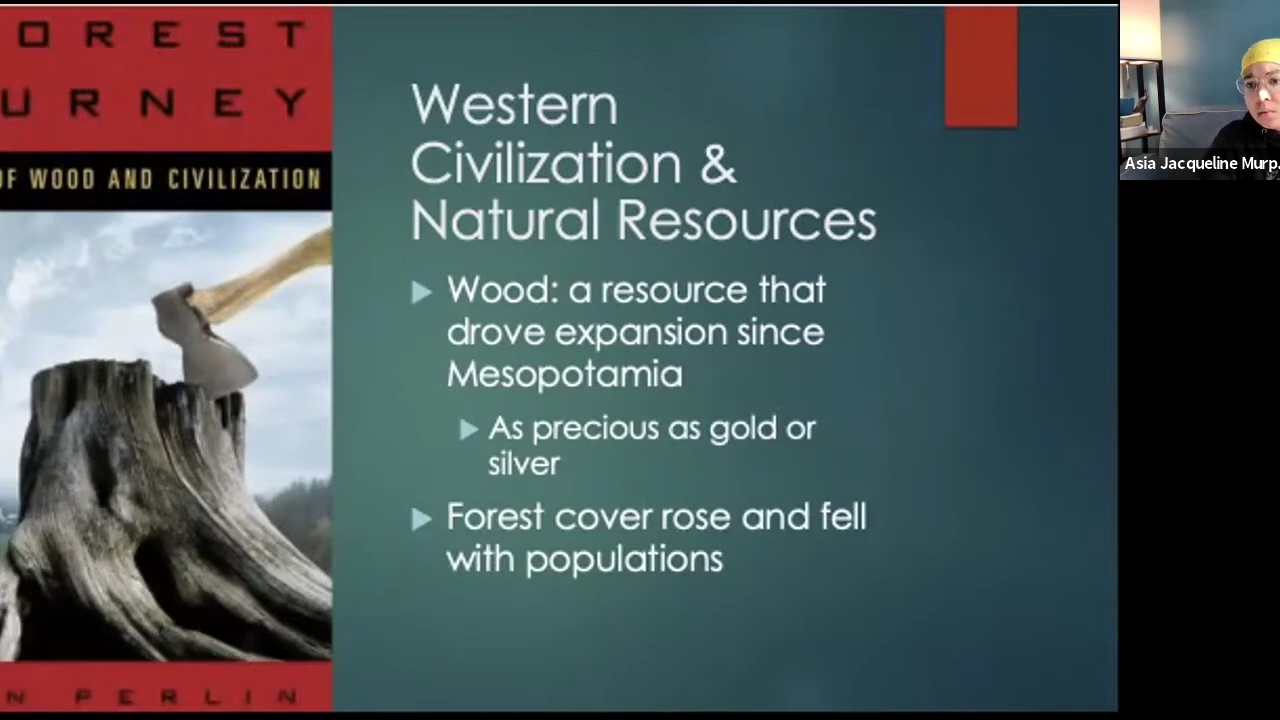 OREST
URNEY
OF WOOD AND CIVILIZATION
N PERLIN
Western
Civilization &
Natural Resources
Wood: a resource that
drove expansion since
Mesopotamia
As precious as gold or
silver
Forest cover rose and fell
with populations
Asia Jacqueline Murp.